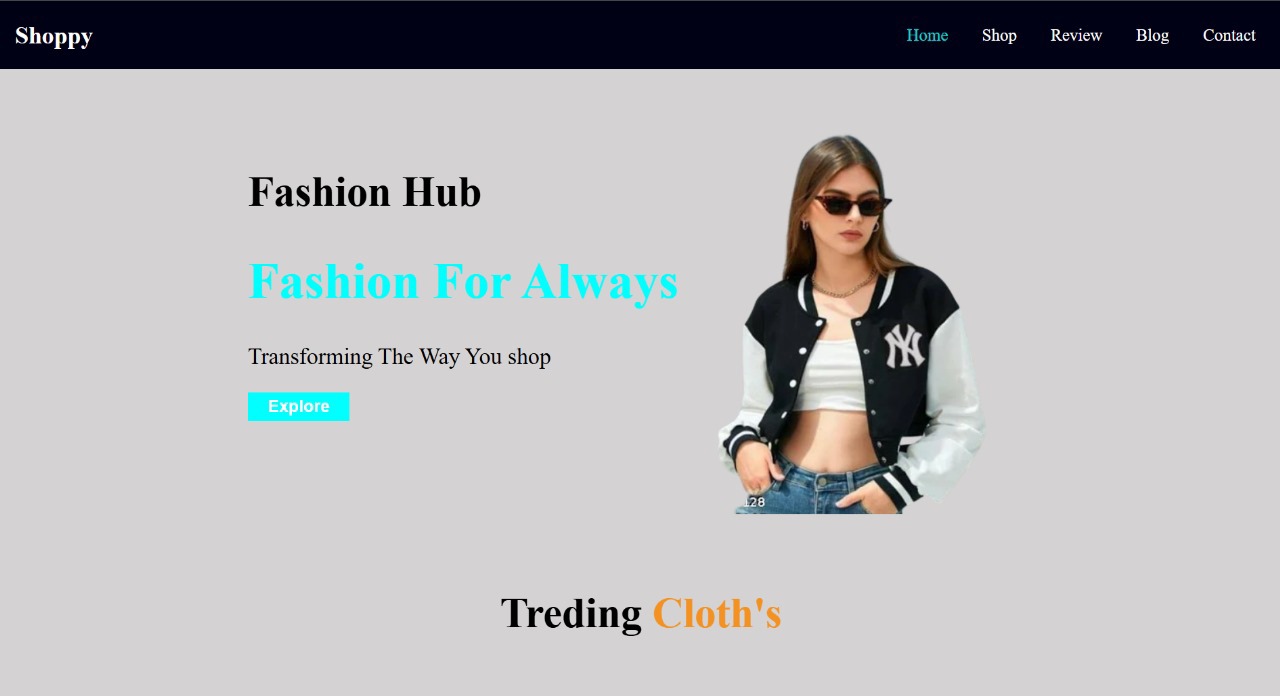 Shoppy
Home Shop Review Blog Contact
Fashion Hub
Fashion For Always
Transforming The Way You shop
Explore
NY
128
Treding Cloth's